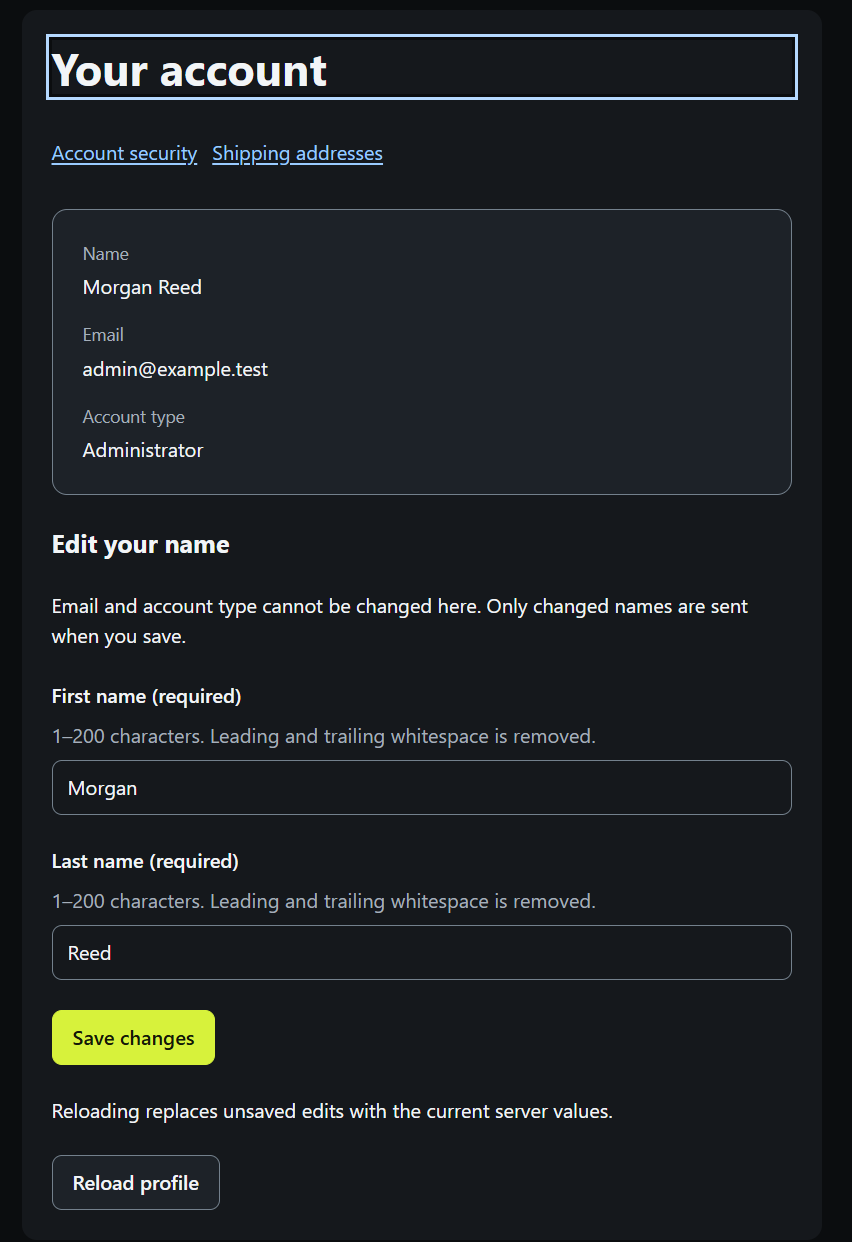 Your account
Account security Shipping addresses
Name
Morgan Reed
Email
admin@example.test
Account type
Administrator
Edit your name
Email and account type cannot be changed here. Only changed names are sent
when you save.
First name (required)
1–200 characters. Leading and trailing whitespace is removed.
Morgan
Last name (required)
1–200 characters. Leading and trailing whitespace is removed.
Reed
Save changes
Reloading replaces unsaved edits with the current server values.
Reload profile